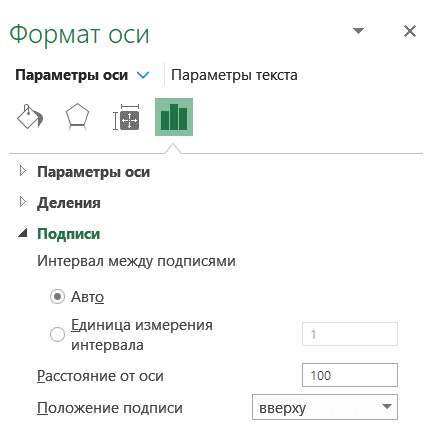 Формат оси
Параметры оси Параметры текста
Параметры оси
Деления
Подписи
Интервал между подписями
Авто
Единица измерения
интервала
1
Расстояние от оси 100
Положение подписи вверху